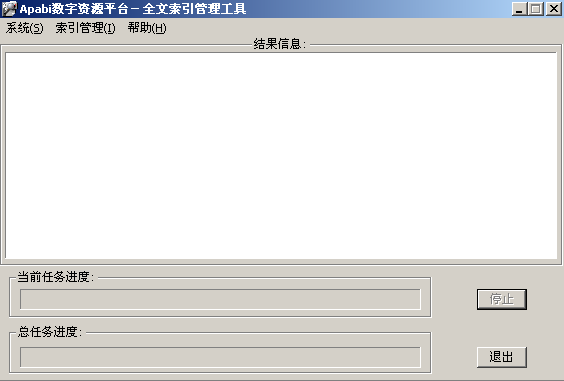 Apabi数字资源平台－全文索引管理工具
系统(S) 索引管理(I) 帮助(H)
结果信息:
当前任务进度:
停止
总任务进度:
退出